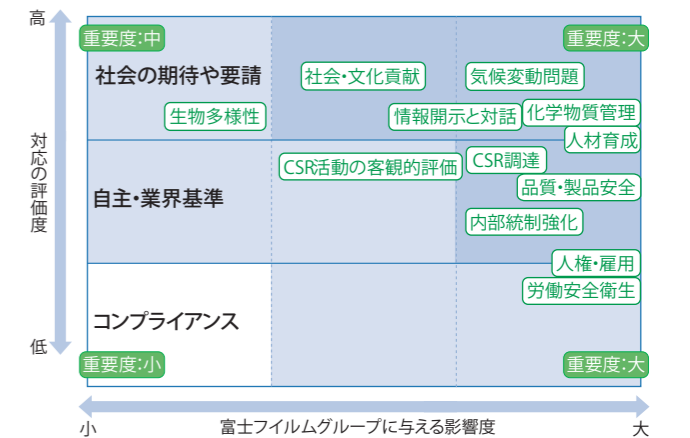 高
重要度:中
重要度:大
社会の期待や要請
社会・文化貢献
気候変動問題
生物多様性
情報開示と対話
化学物質管理
人材育成
対応の評価度
CSR活動の客観的評価
CSR調達
自主・業界基準
品質・製品安全
内部統制強化
人権・雇用
労働安全衛生
コンプライアンス
低
重要度:小
重要度:大
小
富士フイルムグループに与える影響度
大